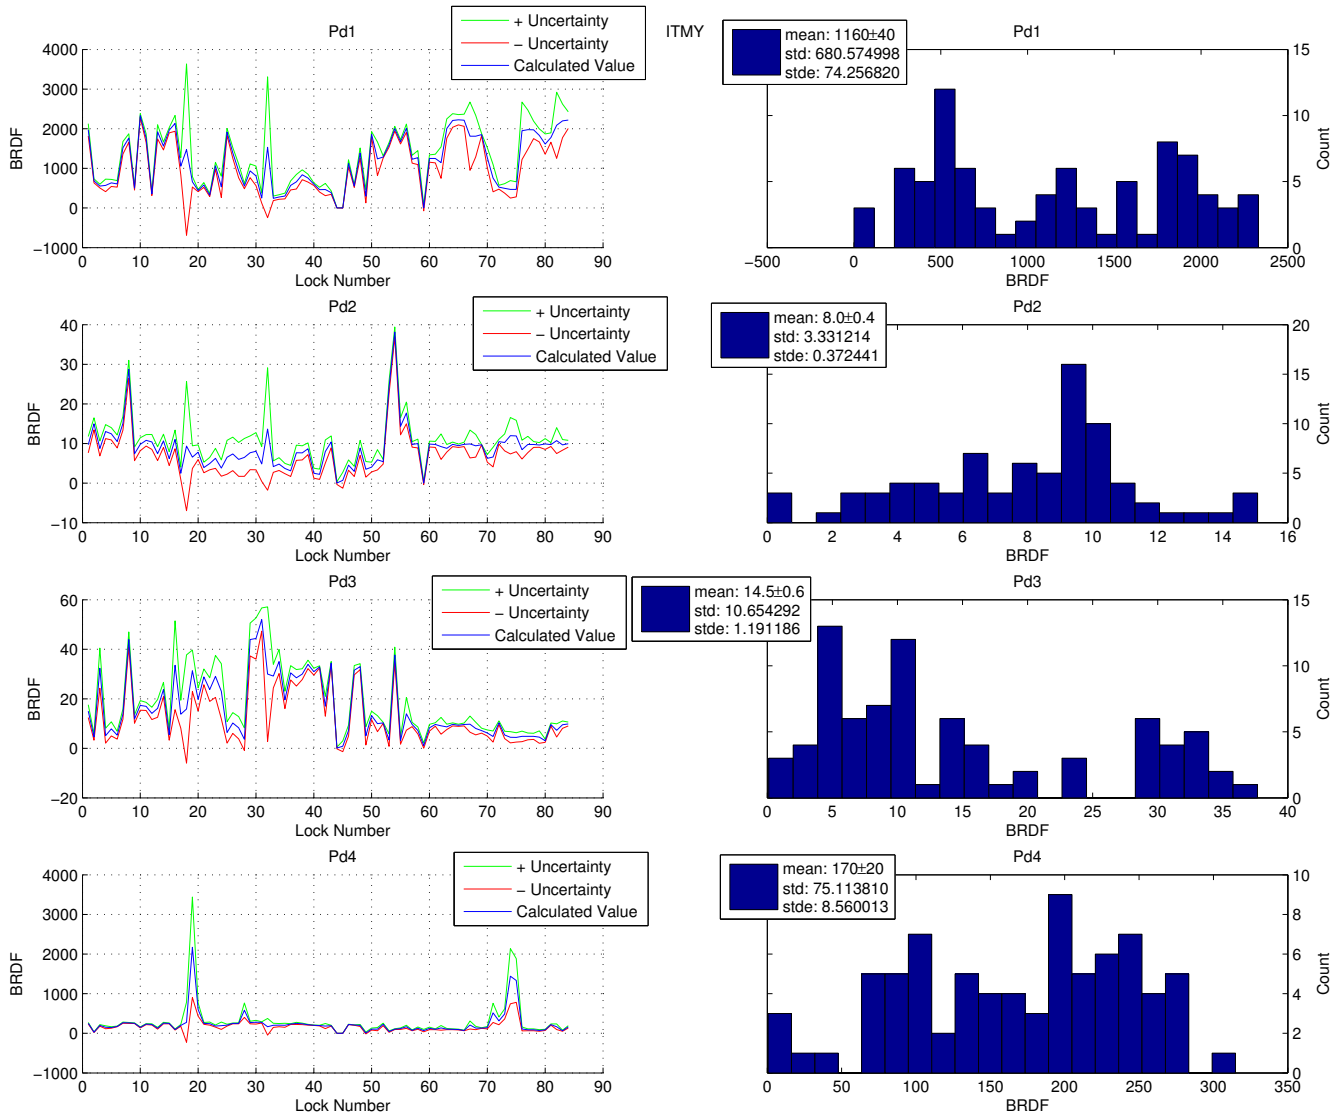 ITMY
Pd1
+ Uncertainty
− Uncertainty
Calculated Value
BRDF
4000
3000
2000
1000
0
−1000
0 10 20 30 40 50 60 70 80 90
Lock Number
Pd1
mean: 1160±40
std: 680.574998
stde: 74.256820
15
10
5
0
Count
−500 0 500 1000 1500 2000 2500
BRDF
Pd2
+ Uncertainty
− Uncertainty
Calculated Value
BRDF
40
30
20
10
0
−10
0 10 20 30 40 50 60 70 80 90
Lock Number
Pd2
mean: 8.0±0.4
std: 3.331214
stde: 0.372441
20
15
10
5
0
Count
0 2 4 6 8 10 12 14 16
BRDF
Pd3
+ Uncertainty
− Uncertainty
Calculated Value
BRDF
60
40
20
0
−20
0 10 20 30 40 50 60 70 80 90
Lock Number
Pd3
mean: 14.5±0.6
std: 10.654292
stde: 1.191186
15
10
5
0
Count
0 5 10 15 20 25 30 35 40
BRDF
Pd4
+ Uncertainty
− Uncertainty
Calculated Value
BRDF
4000
3000
2000
1000
0
−1000
0 10 20 30 40 50 60 70 80 90
Lock Number
Pd4
mean: 170±20
std: 75.113810
stde: 8.560013
10
8
6
4
2
0
Count
0 50 100 150 200 250 300 350
BRDF